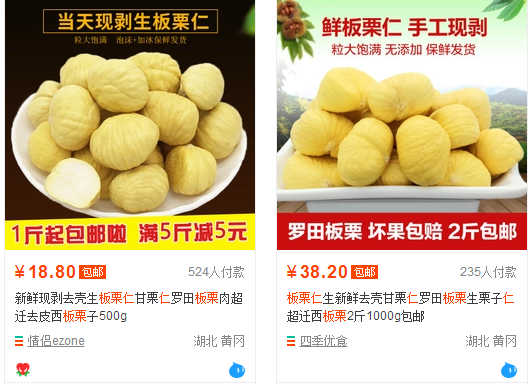 当天现剥生板栗仁
粒大饱满 泡沫+加冰保鲜发货
1斤起包邮啦 满5斤减5元
¥18.80 包邮 524人付款
新鲜现剥去壳生板栗仁甘栗仁罗田板栗肉超
迁去皮西板栗子500g
情侣ezone 湖北 黄冈
鲜板栗仁 手工现剥
粒大饱满 无添加 保鲜发货
罗田板栗 坏果包赔 2斤包邮
¥38.20 包邮 235人付款
板栗仁生新鲜去壳甘栗仁罗田板栗生栗子仁
超迁西板栗2斤1000g包邮
四季优食 湖北 黄冈